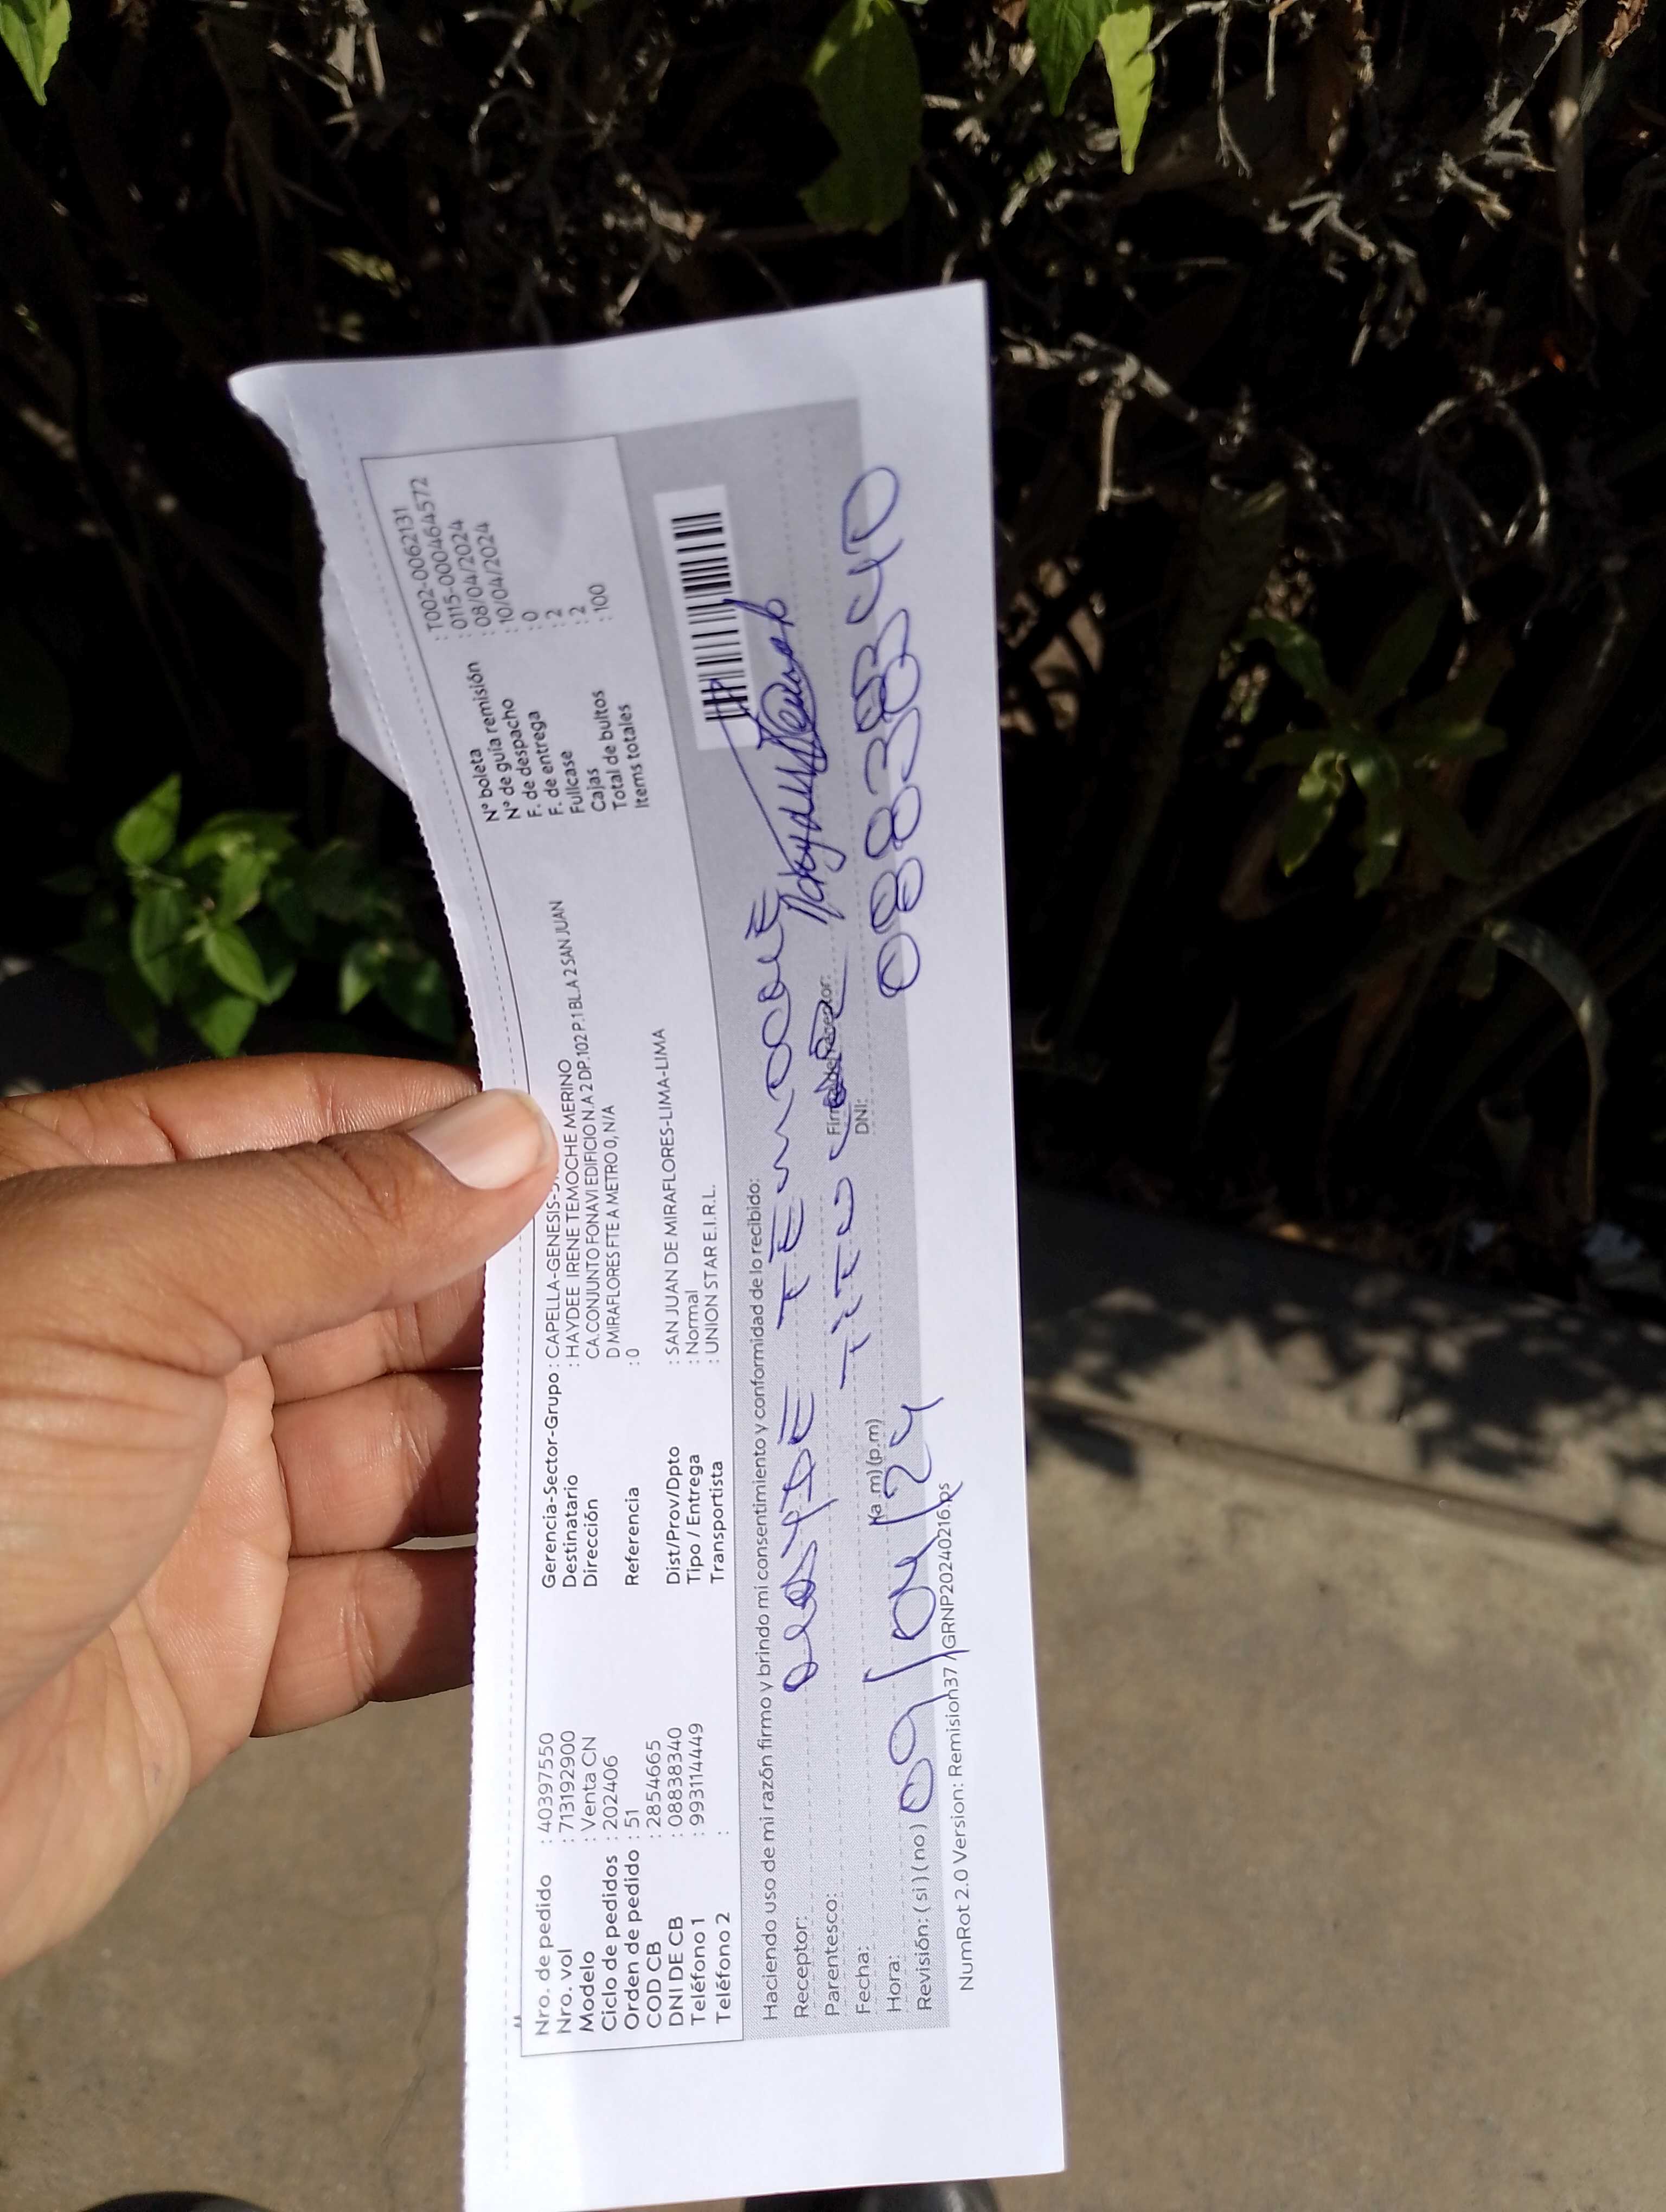 Nro. de pedido : 40397550
Nro. vol : 713192900
Modelo : Venta CN
Ciclo de pedidos : 202406
Orden de pedido : 51
COD CB : 2854665
DNI DE CB : 08838340
Teléfono 1 : 993114449
Teléfono 2 :
Gerencia-Sector-Grupo : CAPELLA-GENESIS-
Destinatario : HAYDEE IRENE TEMOCHE MERINO
Dirección CA.CONJUNTO FONAVI EDIFICIO N.A 2 DP.102 P.1 BL.A 2 SAN JUAN
D MIRAFLORES FTE A METRO 0, N/A
Referencia : 0
Dist/Prov/Dpto : SAN JUAN DE MIRAFLORES-LIMA-LIMA
Tipo / Entrega : Normal
Transportista : UNION STAR E.I.R.L.
N° boleta : T002-0062131
N° de guía remisión : 0115-000464572
F. de despacho : 08/04/2024
F. de entrega : 10/04/2024
Fullcase : 0
Cajas : 2
Total de bultos : 2
Items totales : 100
Haciendo uso de mi razón firmo y brindo mi consentimiento y conformidad de lo recibido:
Receptor: TEMOCHE
Parentesco: TITULAR
Fecha:
Hora: (a .m) (p.m)
Revisión: ( si ) ( no ) 09/04/24
DNI: 08838340
NumRot 2.0 Version: Remision37 /GRNP20240216.ps